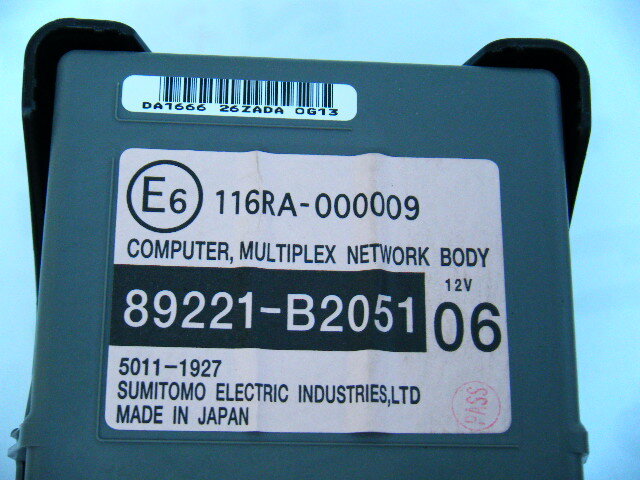 DA1666 26ZADA 0G13
E6 116RA-000009
COMPUTER, MULTIPLEX NETWORK BODY
89221-B2051 12V 06
5011-1927
SUMITOMO ELECTRIC INDUSTRIES,LTD
MADE IN JAPAN
PASS